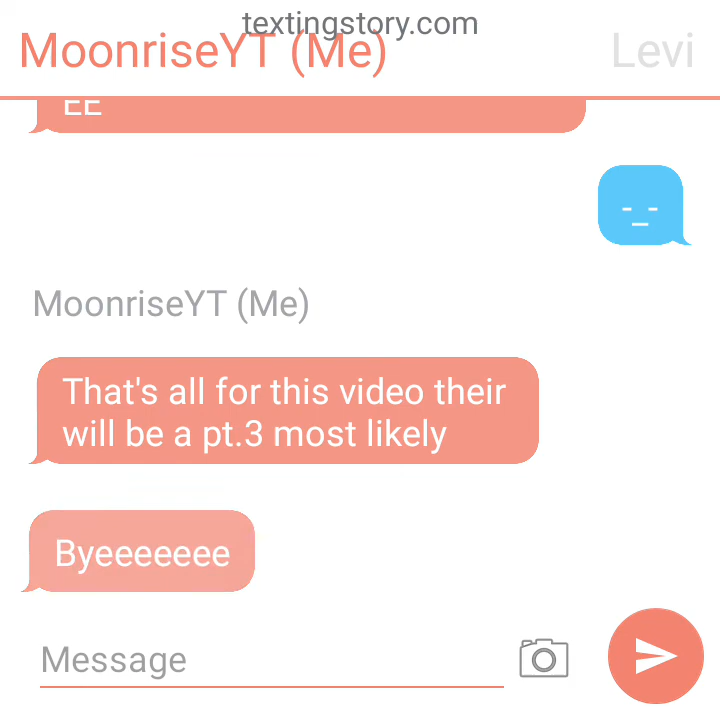 textingstory.com
MoonriseYT (Me)
Levi
EE
- -
_
MoonriseYT (Me)
That's all for this video their
will be a pt.3 most likely
Byeeeeeee
Message